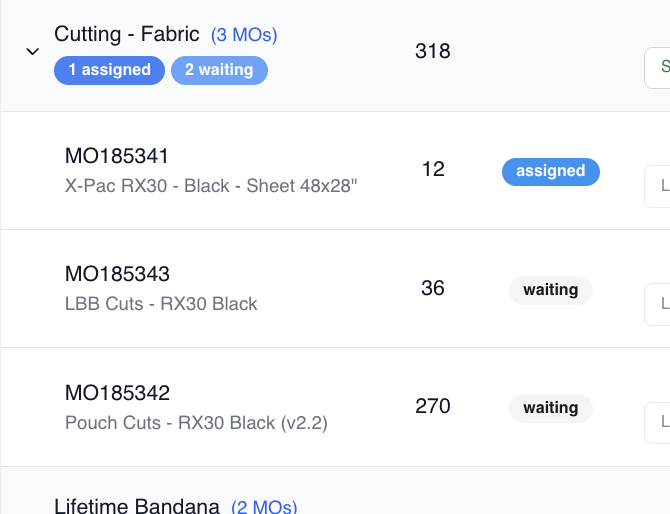 Cutting - Fabric (3 MOs)
318
1 assigned 2 waiting
S
MO185341
X-Pac RX30 - Black - Sheet 48x28"
12
assigned
L
MO185343
LBB Cuts - RX30 Black
36
waiting
L
MO185342
Pouch Cuts - RX30 Black (v2.2)
270
waiting
L
Lifetime Bandana (2 MOs)